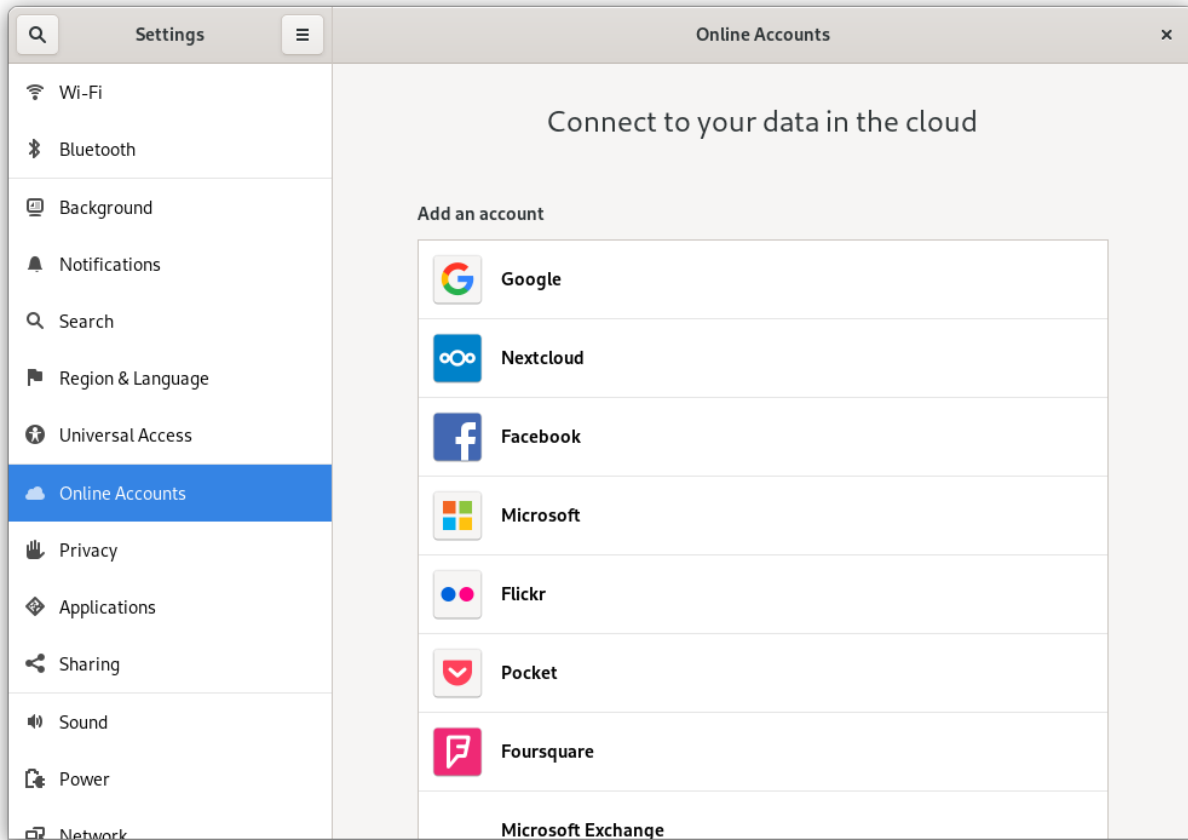 Settings
Online Accounts
Wi-Fi
Bluetooth
Background
Notifications
Search
Region & Language
Universal Access
Online Accounts
Privacy
Applications
Sharing
Sound
Power
Network
Connect to your data in the cloud
Add an account
Google
Nextcloud
Facebook
Microsoft
Flickr
Pocket
Foursquare
Microsoft Exchange